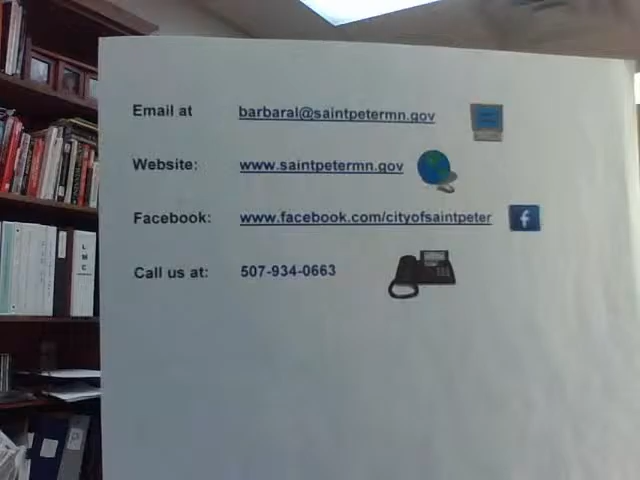 Email at barbaral@saintpetermn.gov
Website: www.saintpetermn.gov
Facebook: www.facebook.com/cityofsaintpeter
Call us at: 507-934-0663
LMC